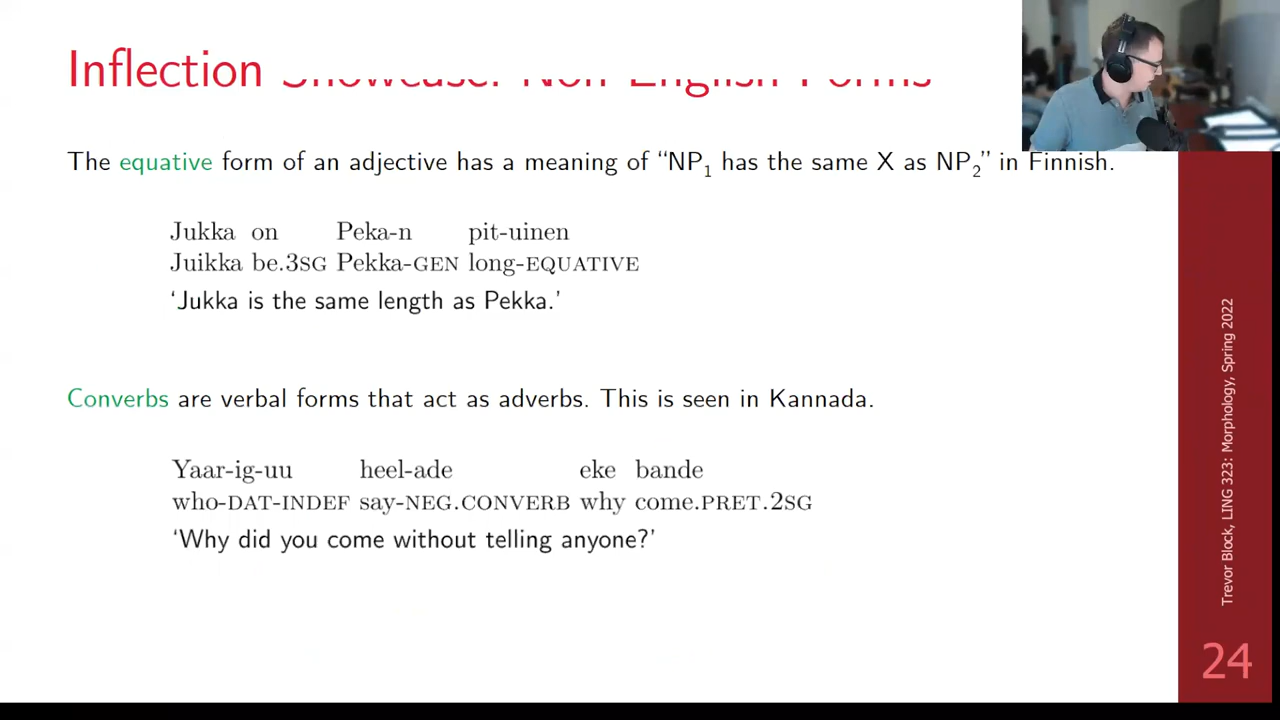 Inflection Showcase: Non-English Forms
The equative form of an adjective has a meaning of “NP1 has the same X as NP2” in Finnish.
Jukka on Peka-n pit-uinen
Juikka be.3SG Pekka-GEN long-EQUATIVE
‘Jukka is the same length as Pekka.’
Converbs are verbal forms that act as adverbs. This is seen in Kannada.
Yaar-ig-uu heel-ade eke bande
who-DAT-INDEF say-NEG.CONVERB why come.PRET.2SG
‘Why did you come without telling anyone?’
Trevor Block, LING 323: Morphology, Spring 2022
24